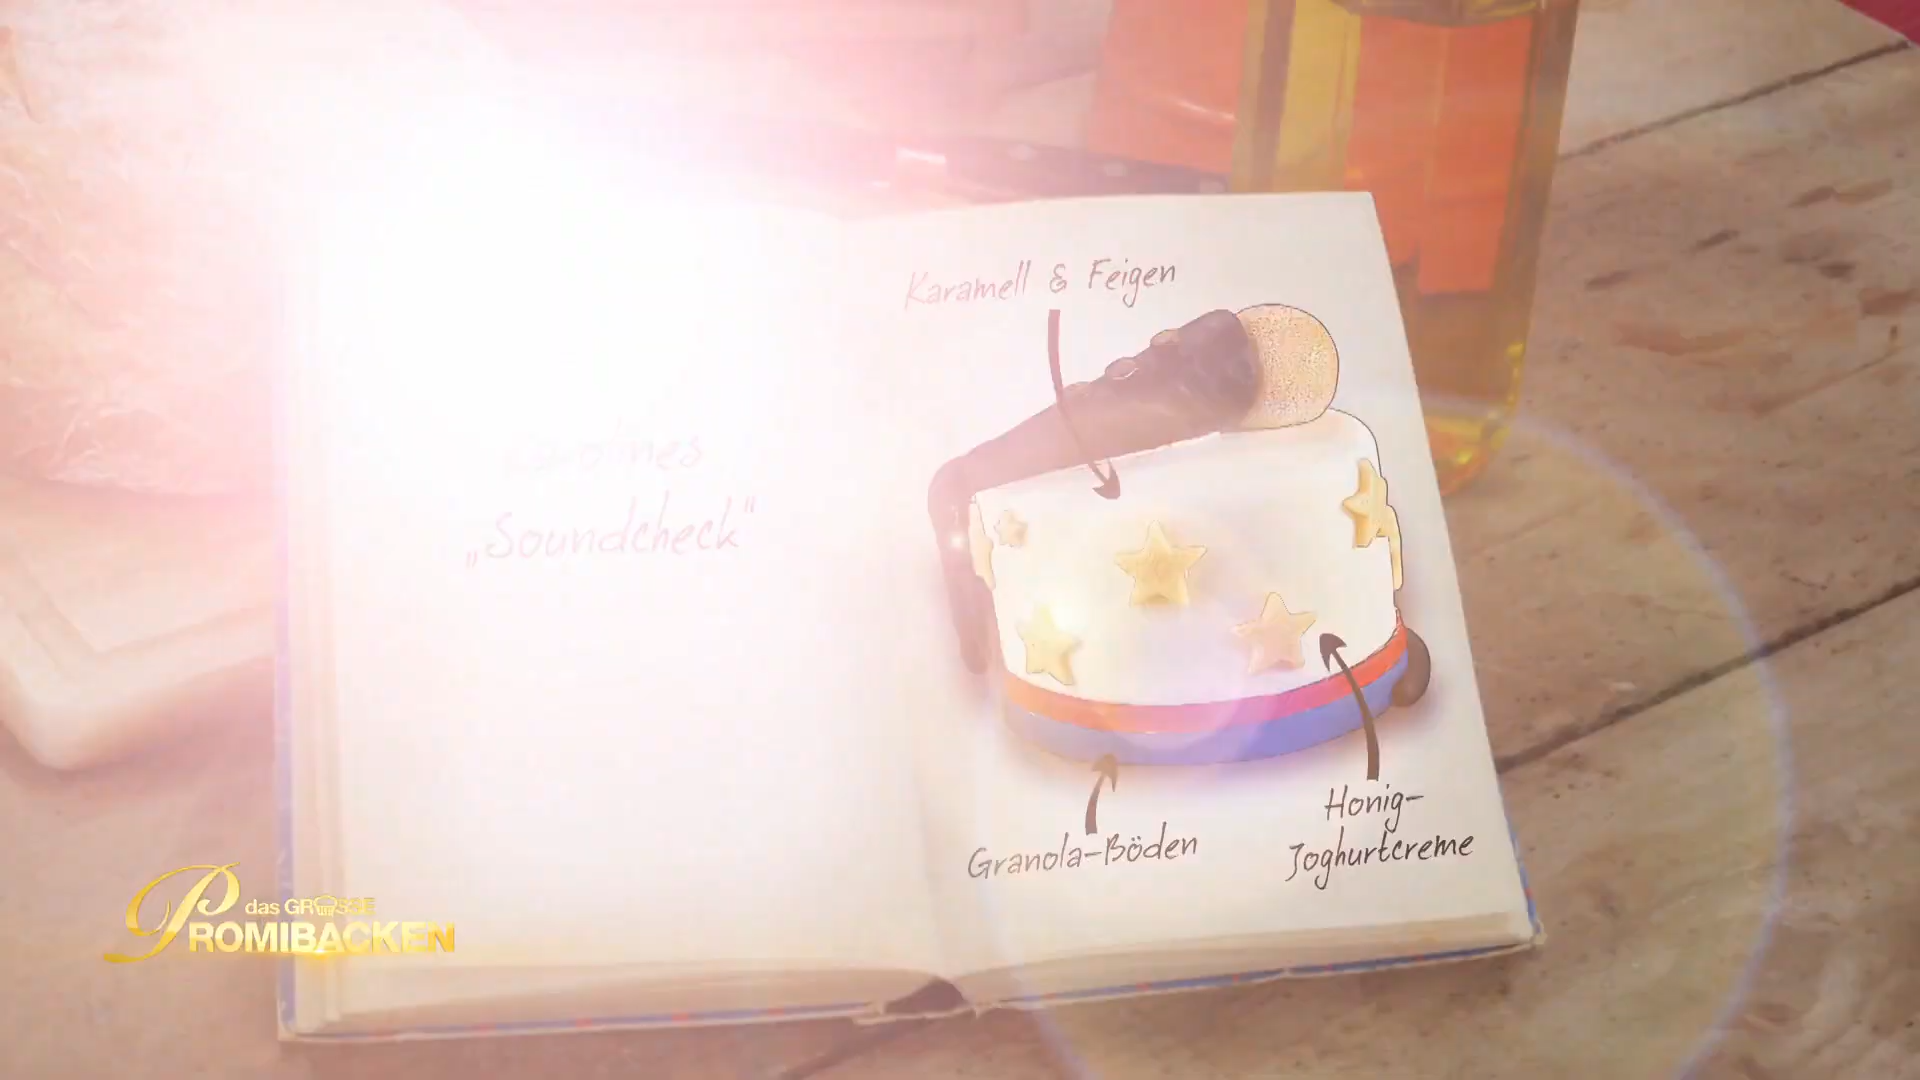 „Soundcheck"
Karamell & Feigen
Granola-Böden
Honig-
Joghurtcreme
das GROSSE
PROMIBACKEN